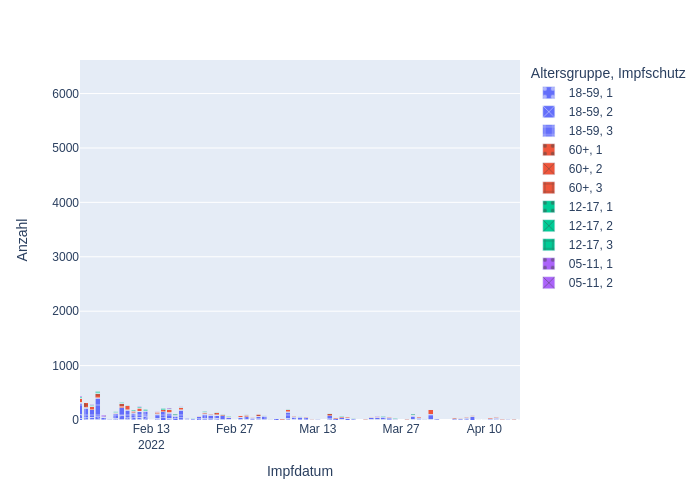 Altersgruppe, Impfschutz
18-59, 1
18-59, 2
18-59, 3
60+, 1
60+, 2
60+, 3
12-17, 1
12-17, 2
12-17, 3
05-11, 1
05-11, 2
Anzahl
6000
5000
4000
3000
2000
1000
0
Feb 13
2022
Feb 27
Mar 13
Mar 27
Apr 10
Impfdatum